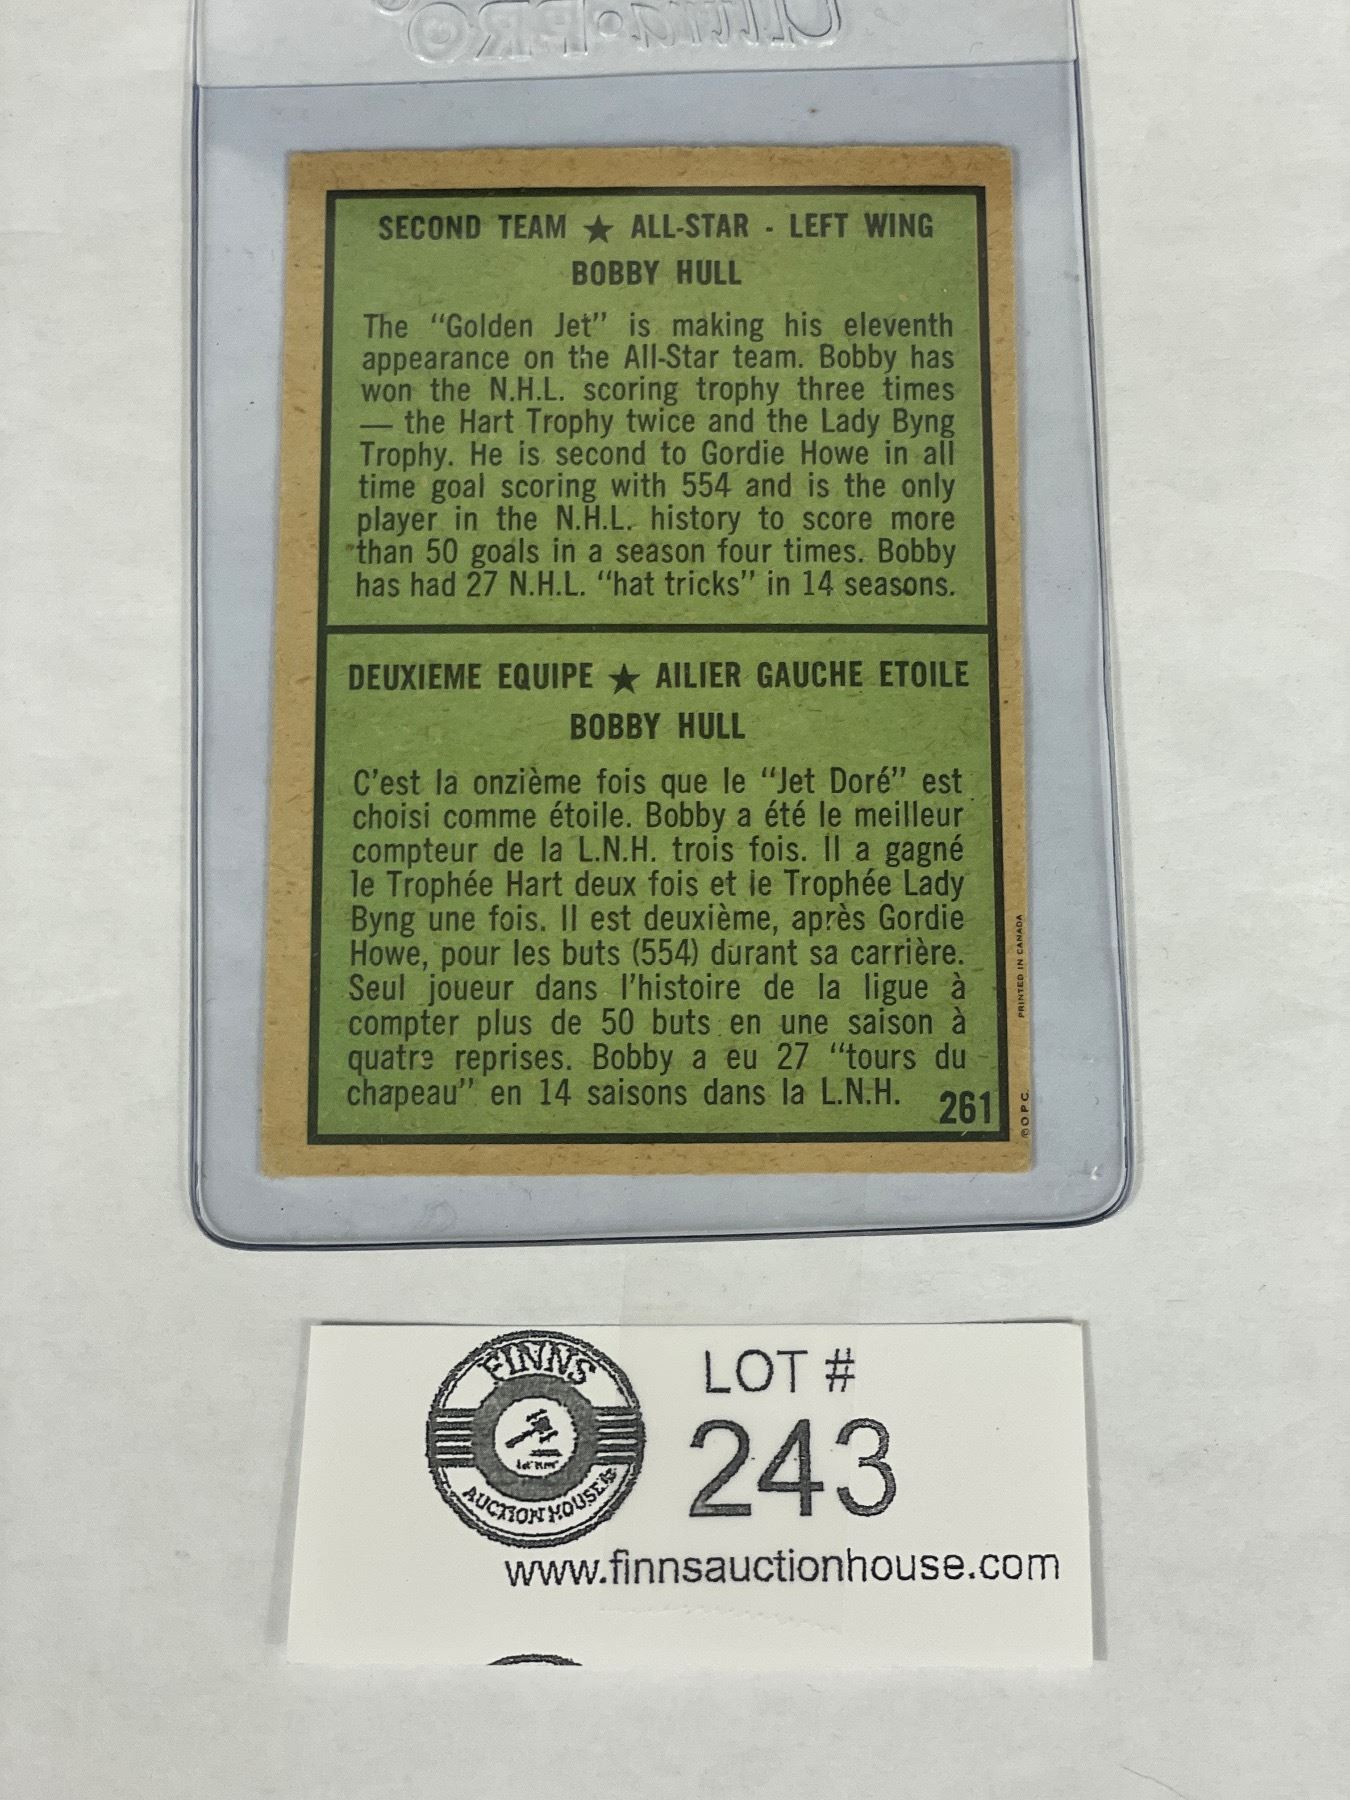 SECOND TEAM ★ ALL-STAR - LEFT WING
BOBBY HULL
The "Golden Jet" is making his eleventh
appearance on the All-Star team. Bobby has
won the N.H.L. scoring trophy three times
— the Hart Trophy twice and the Lady Byng
Trophy. He is second to Gordie Howe in all
time goal scoring with 554 and is the only
player in the N.H.L. history to score more
than 50 goals in a season four times. Bobby
has had 27 N.H.L. "hat tricks" in 14 seasons.
DEUXIEME EQUIPE ★ AILIER GAUCHE ETOILE
BOBBY HULL
C'est la onzième fois que le "Jet Doré" est
choisi comme étoile. Bobby a été le meilleur
compteur de la L.N.H. trois fois. Il a gagné
le Trophée Hart deux fois et le Trophée Lady
Byng une fois. Il est deuxième, après Gordie
Howe, pour les buts (554) durant sa carrière.
Seul joueur dans l'histoire de la ligue à
compter plus de 50 buts en une saison à
quatre reprises. Bobby a eu 27 "tours du
chapeau" en 14 saisons dans la L.N.H.
261
PRINTED IN CANADA
© O.P.C.
FINNS
AUCTION HOUSE
LOT #
243
www.finnsauctionhouse.com